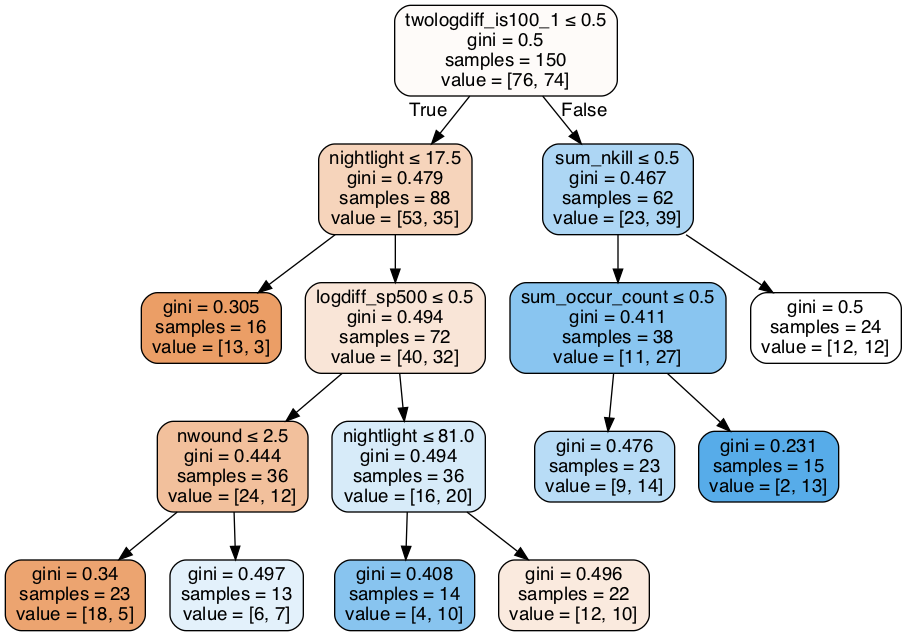 twologdiff_is100_1 ≤ 0.5
gini = 0.5
samples = 150
value = [76, 74]
True
False
nightlight ≤ 17.5
gini = 0.479
samples = 88
value = [53, 35]
sum_nkill ≤ 0.5
gini = 0.467
samples = 62
value = [23, 39]
gini = 0.305
samples = 16
value = [13, 3]
logdiff_sp500 ≤ 0.5
gini = 0.494
samples = 72
value = [40, 32]
sum_occur_count ≤ 0.5
gini = 0.411
samples = 38
value = [11, 27]
gini = 0.5
samples = 24
value = [12, 12]
nwound ≤ 2.5
gini = 0.444
samples = 36
value = [24, 12]
nightlight ≤ 81.0
gini = 0.494
samples = 36
value = [16, 20]
gini = 0.476
samples = 23
value = [9, 14]
gini = 0.231
samples = 15
value = [2, 13]
gini = 0.34
samples = 23
value = [18, 5]
gini = 0.497
samples = 13
value = [6, 7]
gini = 0.408
samples = 14
value = [4, 10]
gini = 0.496
samples = 22
value = [12, 10]